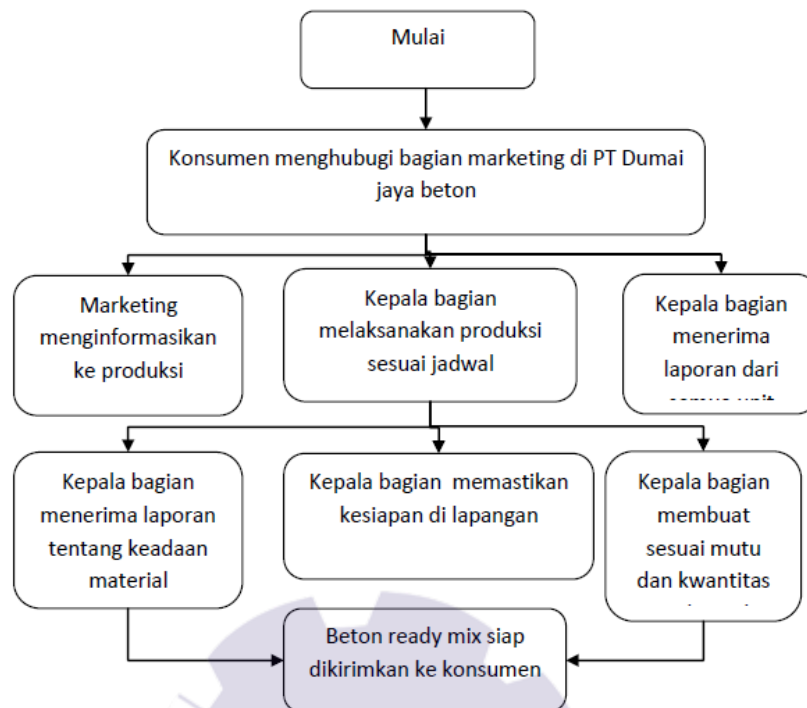 Mulai
Konsumen menghubugi bagian marketing di PT Dumai
jaya beton
Marketing
menginformasikan
ke produksi
Kepala bagian
melaksanakan produksi
sesuai jadwal
Kepala bagian
menerima
laporan dari
Kepala bagian
menerima laporan
tentang keadaan
material
Kepala bagian memastikan
kesiapan di lapangan
Kepala bagian
membuat
sesuai mutu
dan kwantitas
Beton ready mix siap
dikirimkan ke konsumen